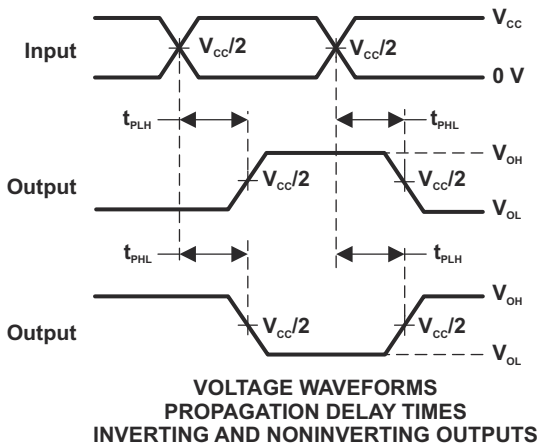 V_CC
Input
V_CC/2
V_CC/2
0 V
t_PLH
t_PHL
V_OH
Output
V_CC/2
V_CC/2
V_OL
t_PHL
t_PLH
V_OH
Output
V_CC/2
V_CC/2
V_OL
VOLTAGE WAVEFORMS
PROPAGATION DELAY TIMES
INVERTING AND NONINVERTING OUTPUTS